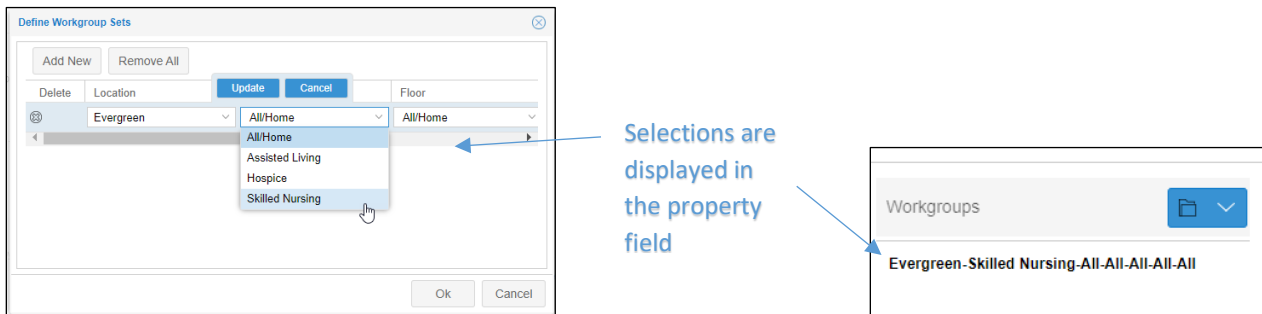 Define Workgroup Sets
Add New Remove All
Update Cancel
Delete Location Floor
Evergreen All/Home All/Home
All/Home
Assisted Living
Hospice
Skilled Nursing
Ok Cancel
Selections are
displayed in
the property
field
Workgroups
Evergreen-Skilled Nursing-All-All-All-All-All